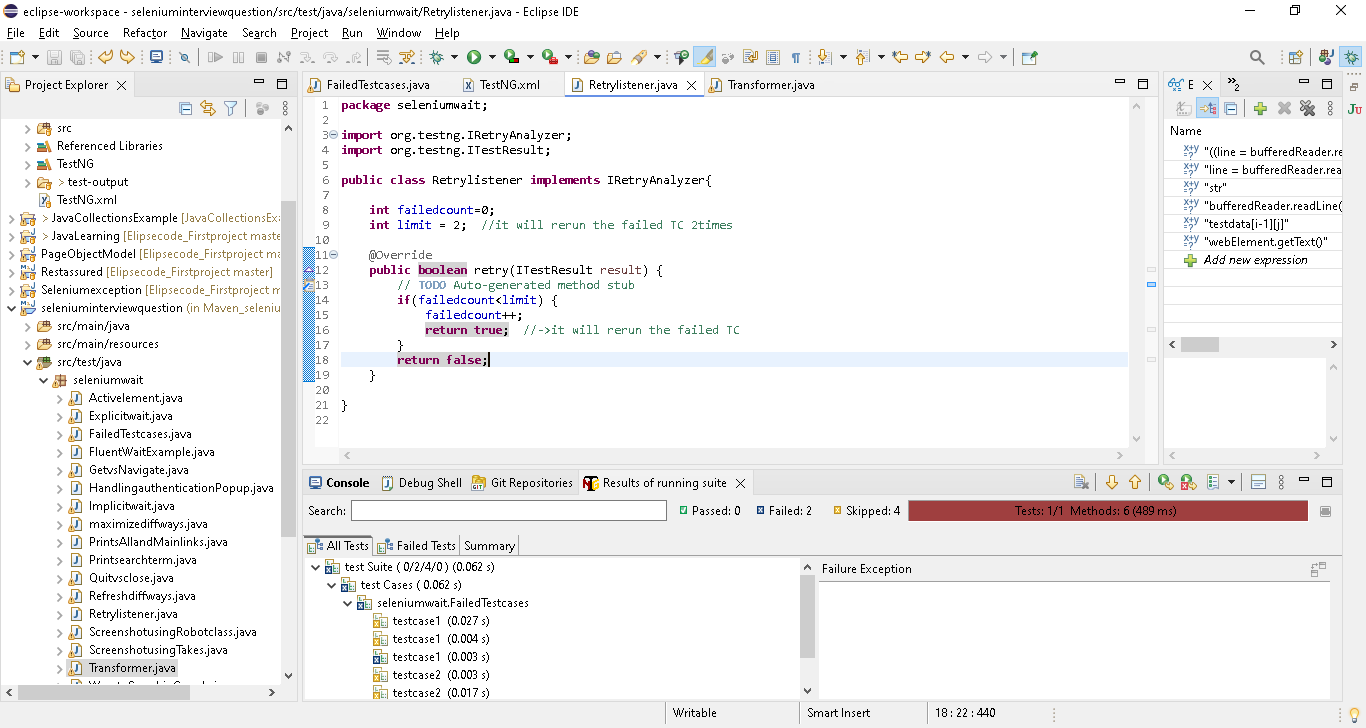 eclipse-workspace - seleniuminterviewquestion/src/test/java/seleniumwait/Retrylistener.java - Eclipse IDE
File Edit Source Refactor Navigate Search Project Run Window Help
Project Explorer
src
Referenced Libraries
TestNG
> test-output
TestNG.xml
> JavaCollectionsExample [JavaCollectionsExa
> JavaLearning [Elipsecode_Firstproject maste
PageObjectModel [Elipsecode_Firstproject ma
Restassured [Elipsecode_Firstproject master]
Seleniumexception [Elipsecode_Firstproject m
seleniuminterviewquestion (in Maven_seleniu
src/main/java
src/main/resources
src/test/java
seleniumwait
Activelement.java
Explicitwait.java
FailedTestcases.java
FluentWaitExample.java
GetvsNavigate.java
HandlingauthenticationPopup.java
Implicitwait.java
maximizediffways.java
PrintsAllandMainlinks.java
Printsearchterm.java
Quitvsclose.java
Refreshdiffways.java
Retrylistener.java
ScreenshotusingRobotclass.java
ScreenshotusingTakes.java
Transformer.java
FailedTestcases.java TestNG.xml Retrylistener.java Transformer.java
1 package seleniumwait;
2
3 import org.testng.IRetryAnalyzer;
4 import org.testng.ITestResult;
5
6 public class Retrylistener implements IRetryAnalyzer{
7
8 int failedcount=0;
9 int limit = 2; //it will rerun the failed TC 2times
10
11 @Override
12 public boolean retry(ITestResult result) {
13 // TODO Auto-generated method stub
14 if(failedcount<limit) {
15 failedcount++;
16 return true; //->it will rerun the failed TC
17 }
18 return false;
19 }
20
21 }
22
E
2
Name
"((line = bufferedReader.re
"line = bufferedReader.rea
"str"
"bufferedReader.readLine(
"testdata[i-1][j]"
"webElement.getText()"
Add new expression
Ju
Console Debug Shell Git Repositories Results of running suite
Search: Passed: 0 Failed: 2 Skipped: 4 Tests: 1/1 Methods: 6 (489 ms)
All Tests Failed Tests Summary
test Suite ( 0/2/4/0 ) (0.062 s)
test Cases ( 0.062 s)
seleniumwait.FailedTestcases
testcase1 (0.027 s)
testcase1 (0.004 s)
testcase1 (0.003 s)
testcase2 (0.003 s)
testcase2 (0.017 s)
Failure Exception
Writable Smart Insert 18 : 22 : 440